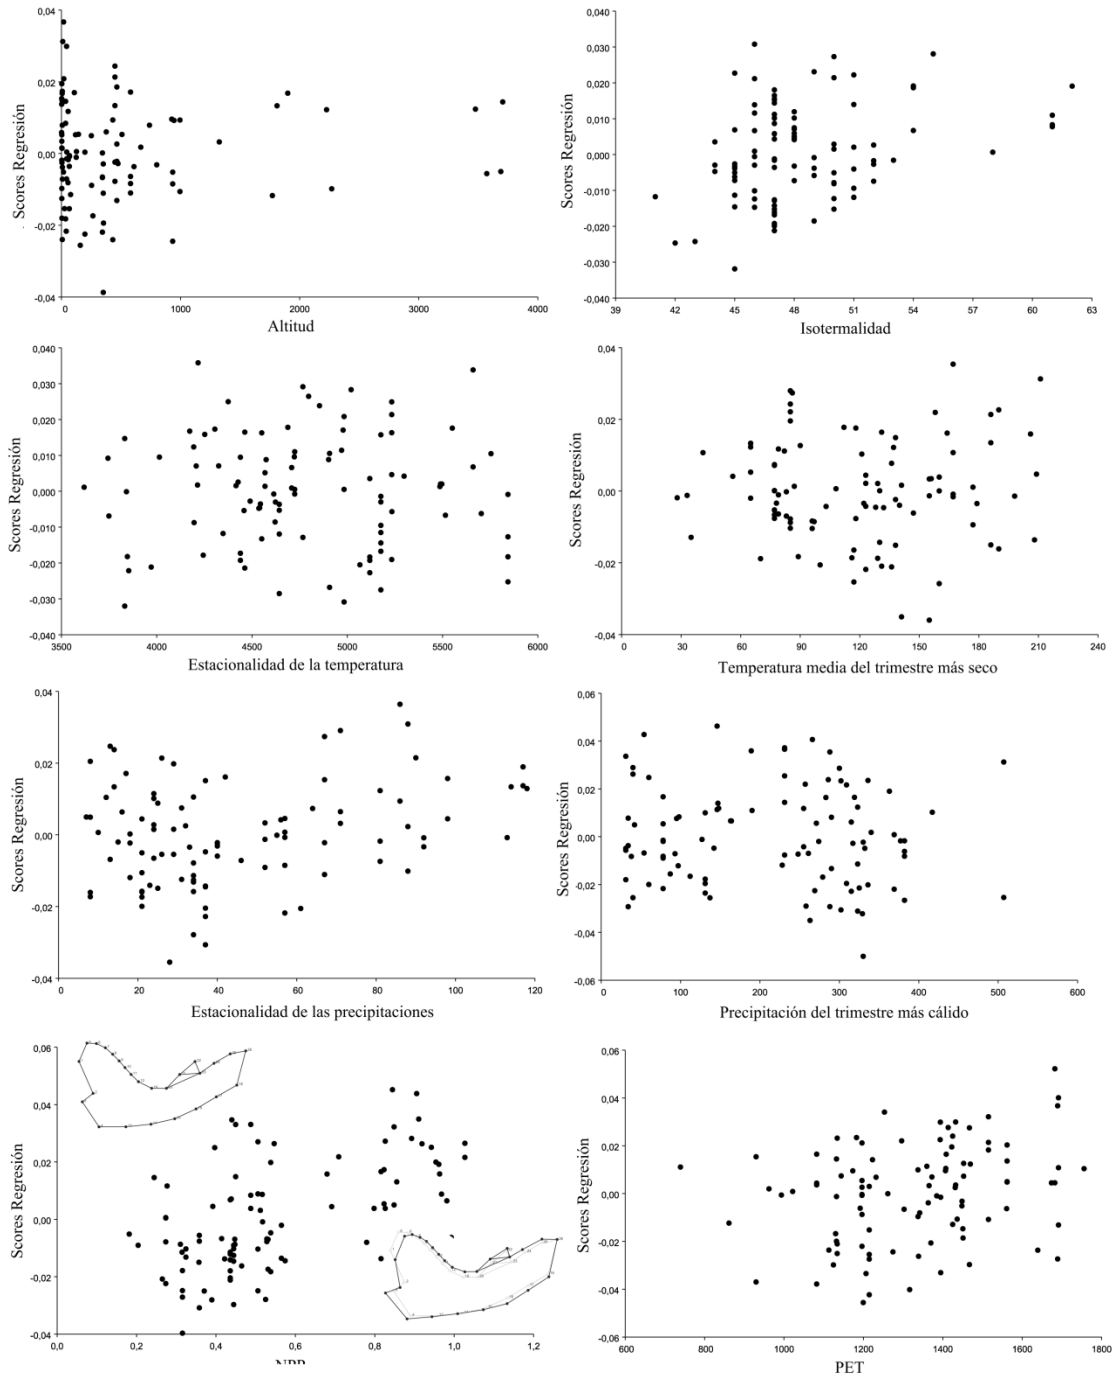 0,04
0,02
0,00
-0,02
-0,04
0 1000 2000 3000 4000
Scores Regresión
Altitud
0,040
0,030
0,020
0,010
0,000
-0,010
-0,020
-0,030
-0,040
39 42 45 48 51 54 57 60 63
Scores Regresión
Isotermalidad
0,040
0,030
0,020
0,010
0,000
-0,010
-0,020
-0,030
-0,040
3500 4000 4500 5000 5500 6000
Scores Regresión
Estacionalidad de la temperatura
0,04
0,02
0,00
-0,02
-0,04
0 30 60 90 120 150 180 210 240
Scores Regresión
Temperatura media del trimestre más seco
0,04
0,02
0,00
-0,02
-0,04
0 20 40 60 80 100 120
Scores Regresión
Estacionalidad de las precipitaciones
0,06
0,04
0,02
0,00
-0,02
-0,04
-0,06
0 100 200 300 400 500 600
Scores Regresión
Precipitación del trimestre más cálido
0,06
0,04
0,02
0,00
-0,02
-0,04
0,0 0,2 0,4 0,6 0,8 1,0 1,2
Scores Regresión
0,06
0,04
0,02
0,00
-0,02
-0,04
-0,06
600 800 1000 1200 1400 1600 1800
Scores Regresión
PET